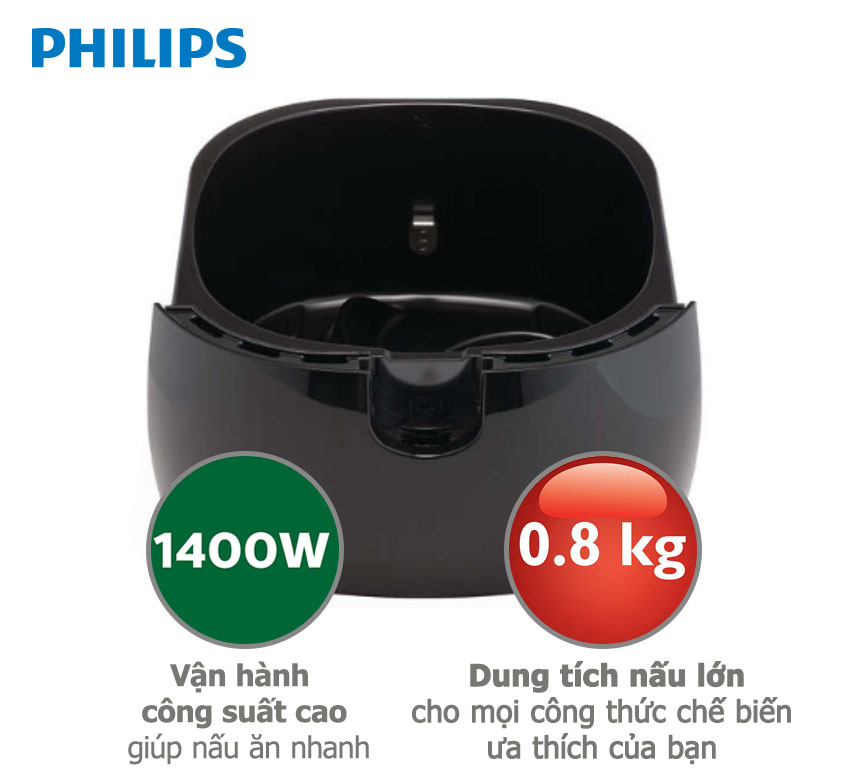 PHILIPS
1400W
0.8 kg
Vận hành
công suất cao
giúp nấu ăn nhanh
Dung tích nấu lớn
cho mọi công thức chế biến
ưa thích của bạn